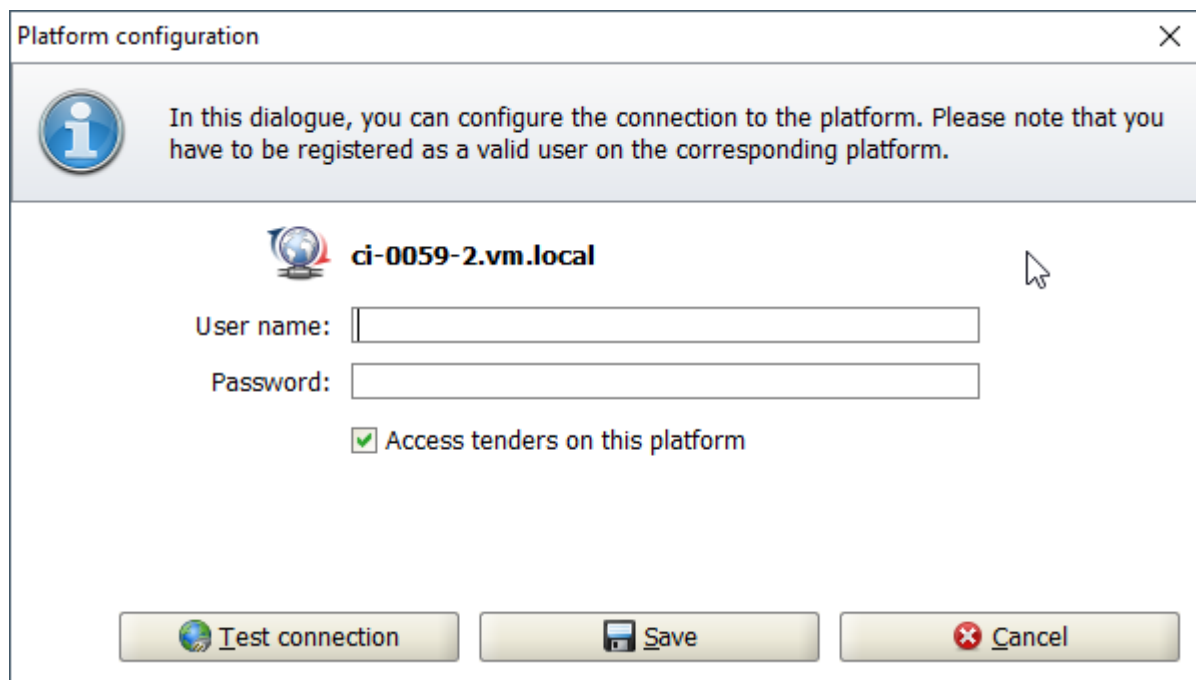 Platform configuration
In this dialogue, you can configure the connection to the platform. Please note that you
have to be registered as a valid user on the corresponding platform.
ci-0059-2.vm.local
User name:
Password:
Access tenders on this platform
Test connection
Save
Cancel